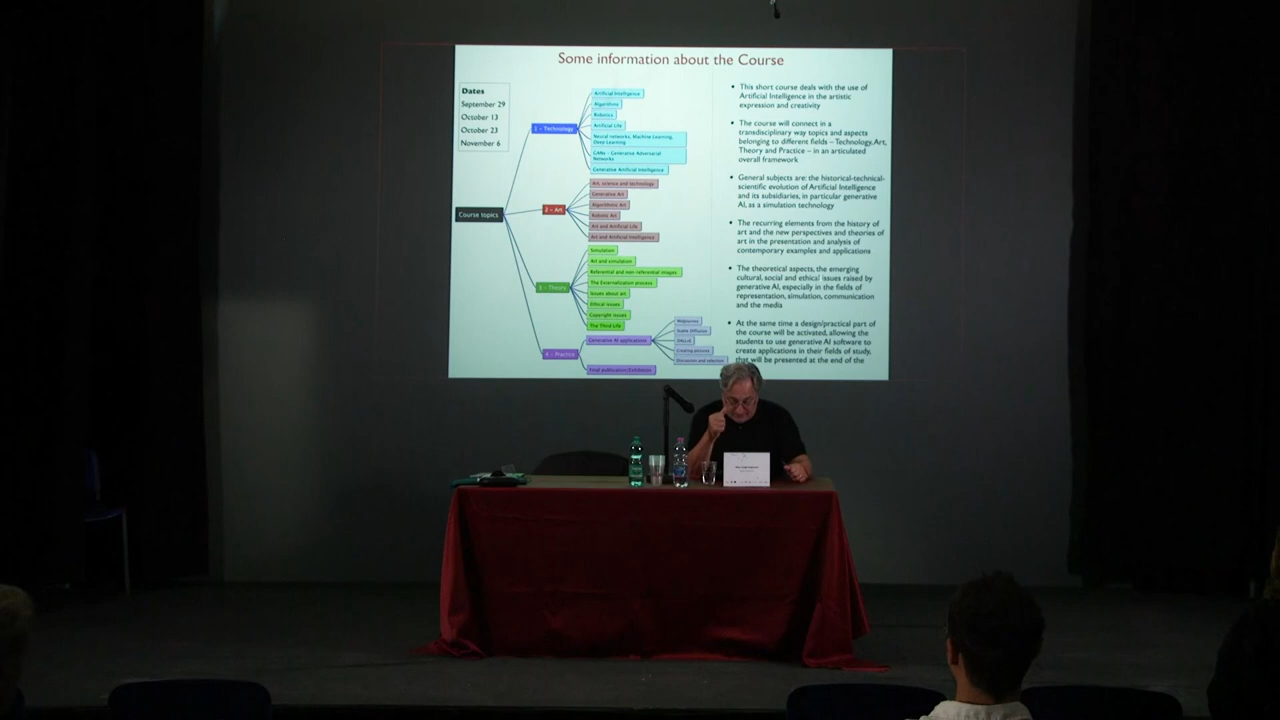 Some information about the Course
Dates
September 29
October 13
October 23
November 6
Course topics
1 - Technology
Artificial Intelligence
Algorithms
Robotics
Artificial Life
Neural networks, Machine Learning,
Deep Learning
GANs - Generative Adversarial
Networks
Generative Artificial Intelligence
2 - Art
Art, science and technology
Generative Art
Algorithmic Art
Robotic Art
Art and Artificial Life
Art and Artificial Intelligence
3 - Theory
Simulation
Art and simulation
Referential and non-referential images
The Externalization process
Issues about art
Ethical issues
Copyright issues
The Third Life
4 - Practice
Generative AI applications
Midjourney
Stable Diffusion
DALL-E
Creating pictures
Discussion and selection
Final publication/Exhibition
• This short course deals with the use of
Artificial Intelligence in the artistic
expression and creativity
• The course will connect in a
transdisciplinary way topics and aspects
belonging to different fields – Technology, Art,
Theory and Practice – in an articulated
overall framework
• General subjects are: the historical-technical-
scientific evolution of Artificial Intelligence
and its subsidiaries, in particular generative
AI, as a simulation technology
• The recurring elements from the history of
art and the new perspectives and theories of
art in the presentation and analysis of
contemporary examples and applications
• The theoretical aspects, the emerging
cultural, social and ethical issues raised by
generative AI, especially in the fields of
representation, simulation, communication
and the media
• At the same time a design/practical part of
the course will be activated, allowing the
students to use generative AI software to
create applications in their fields of study,
that will be presented at the end of the